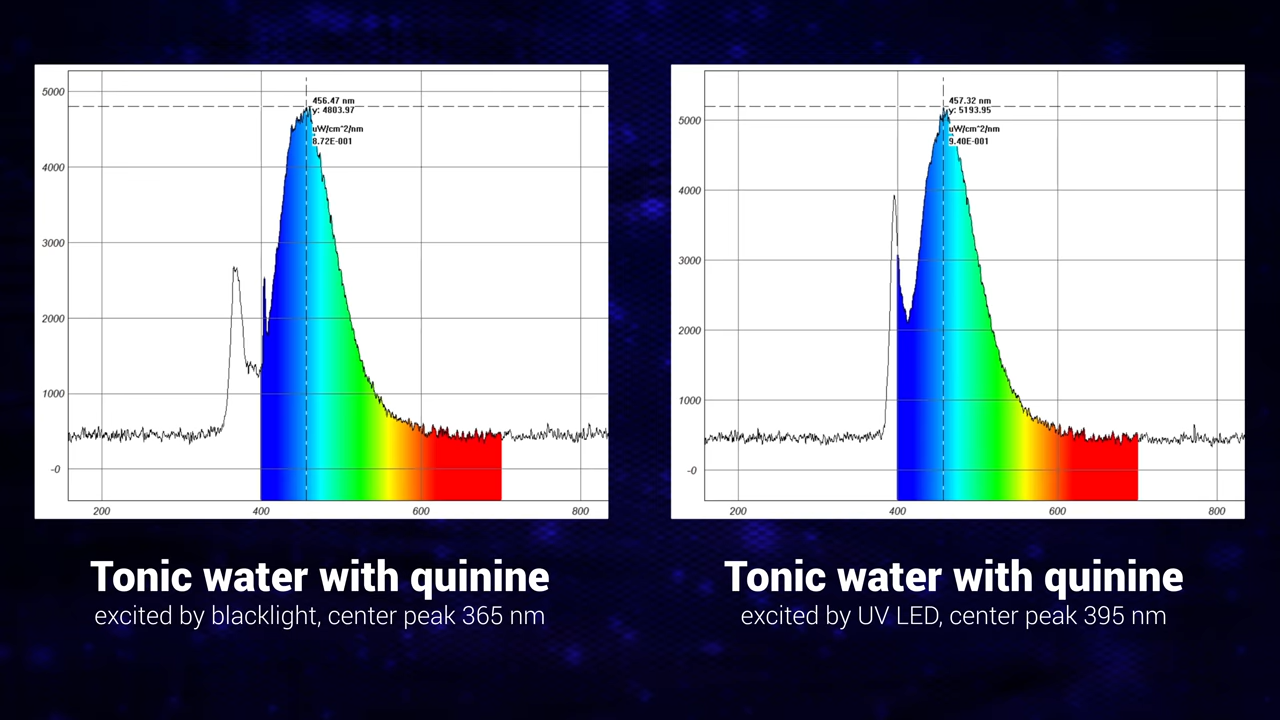 5000
4000
3000
2000
1000
-0
200
400
600
800
456.47 nm
y: 4803.97
uW/cm^2/nm
8.72E-001
5000
4000
3000
2000
1000
-0
200
400
600
800
457.32 nm
y: 5193.95
uW/cm^2/nm
9.40E-001
Tonic water with quinine
excited by blacklight, center peak 365 nm
Tonic water with quinine
excited by UV LED, center peak 395 nm